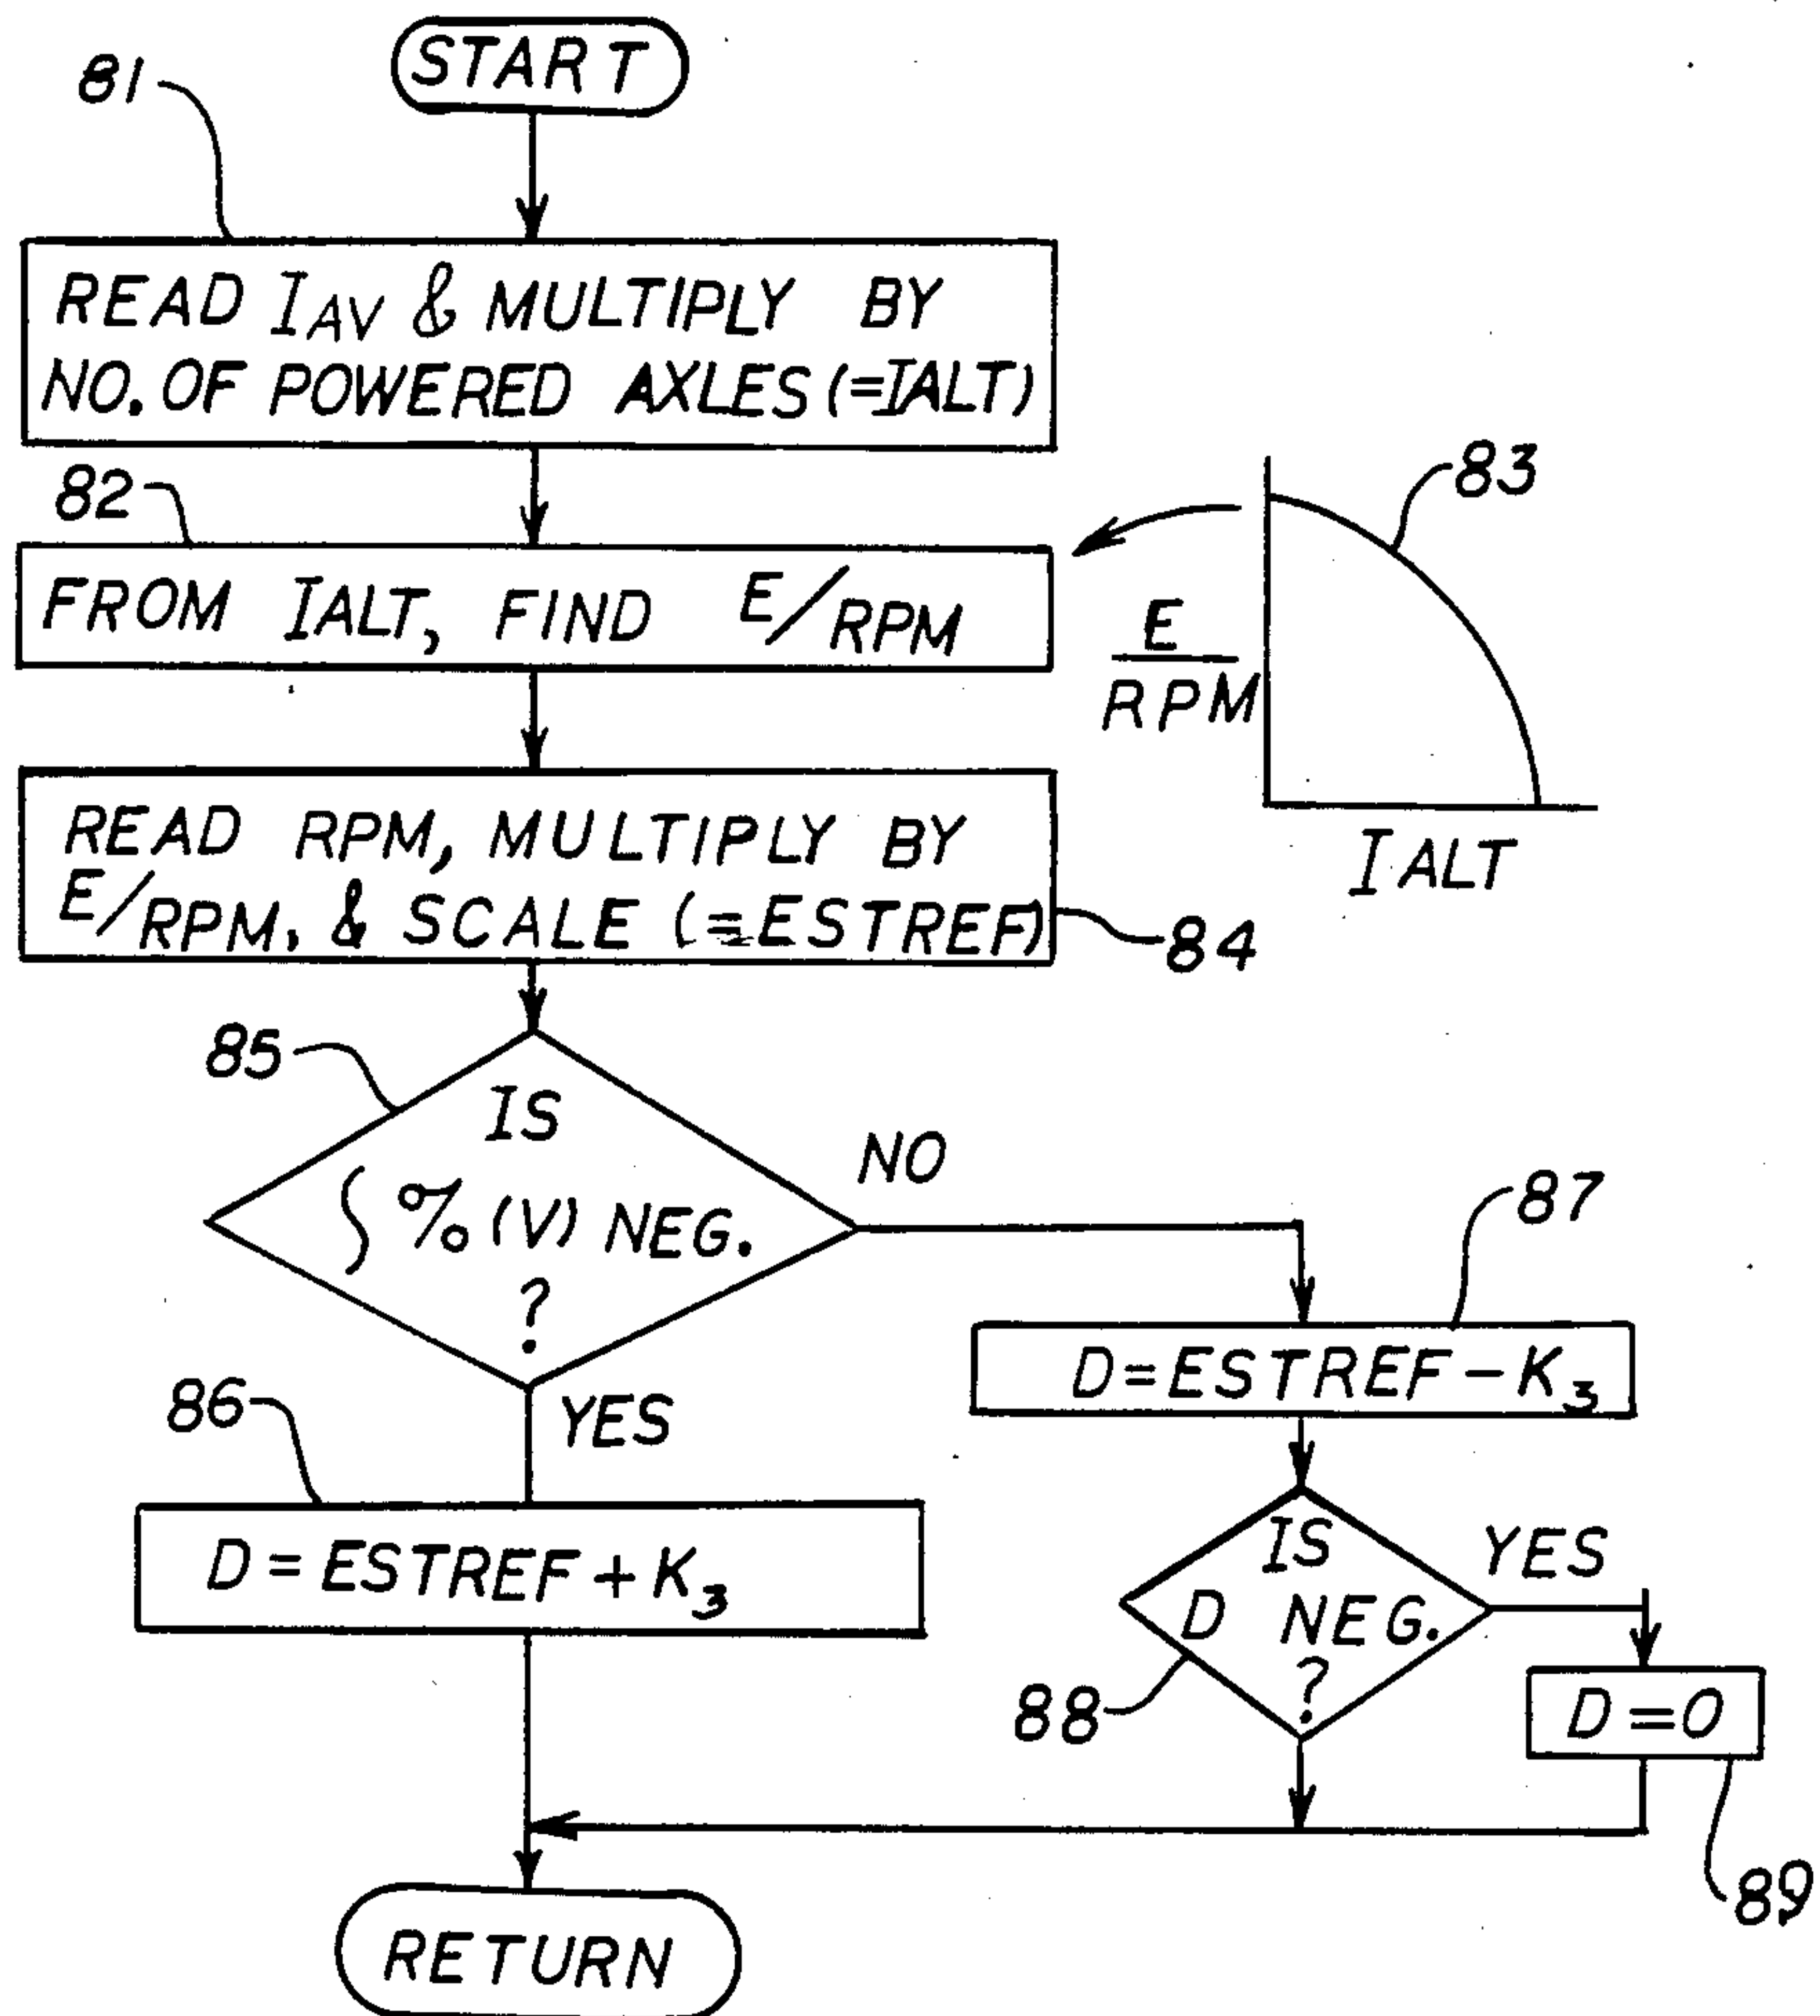 START
81
READ IAV & MULTIPLY BY
NO. OF POWERED AXLES (=IALT)
82
FROM IALT, FIND E/RPM
83
E
RPM
I ALT
READ RPM, MULTIPLY BY
E/RPM, & SCALE (=ESTREF)
84
85
IS
∫ % (V) NEG.
?
NO
YES
86
D=ESTREF+K3
87
D=ESTREF-K3
IS
D NEG.
?
YES
88
D=0
89
RETURN